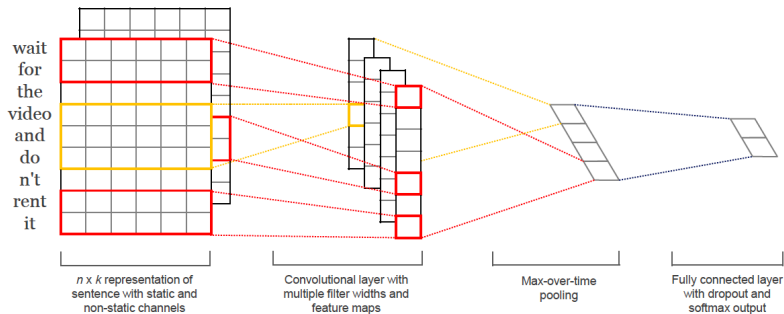 wait
for
the
video
and
do
n't
rent
it
n x k representation of
sentence with static and
non-static channels
Convolutional layer with
multiple filter widths and
feature maps
Max-over-time
pooling
Fully connected layer
with dropout and
softmax output